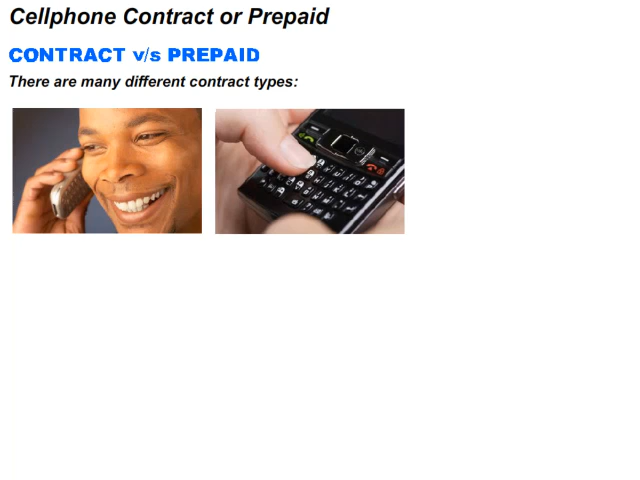 Cellphone Contract or Prepaid
CONTRACT v/s PREPAID
There are many different contract types: